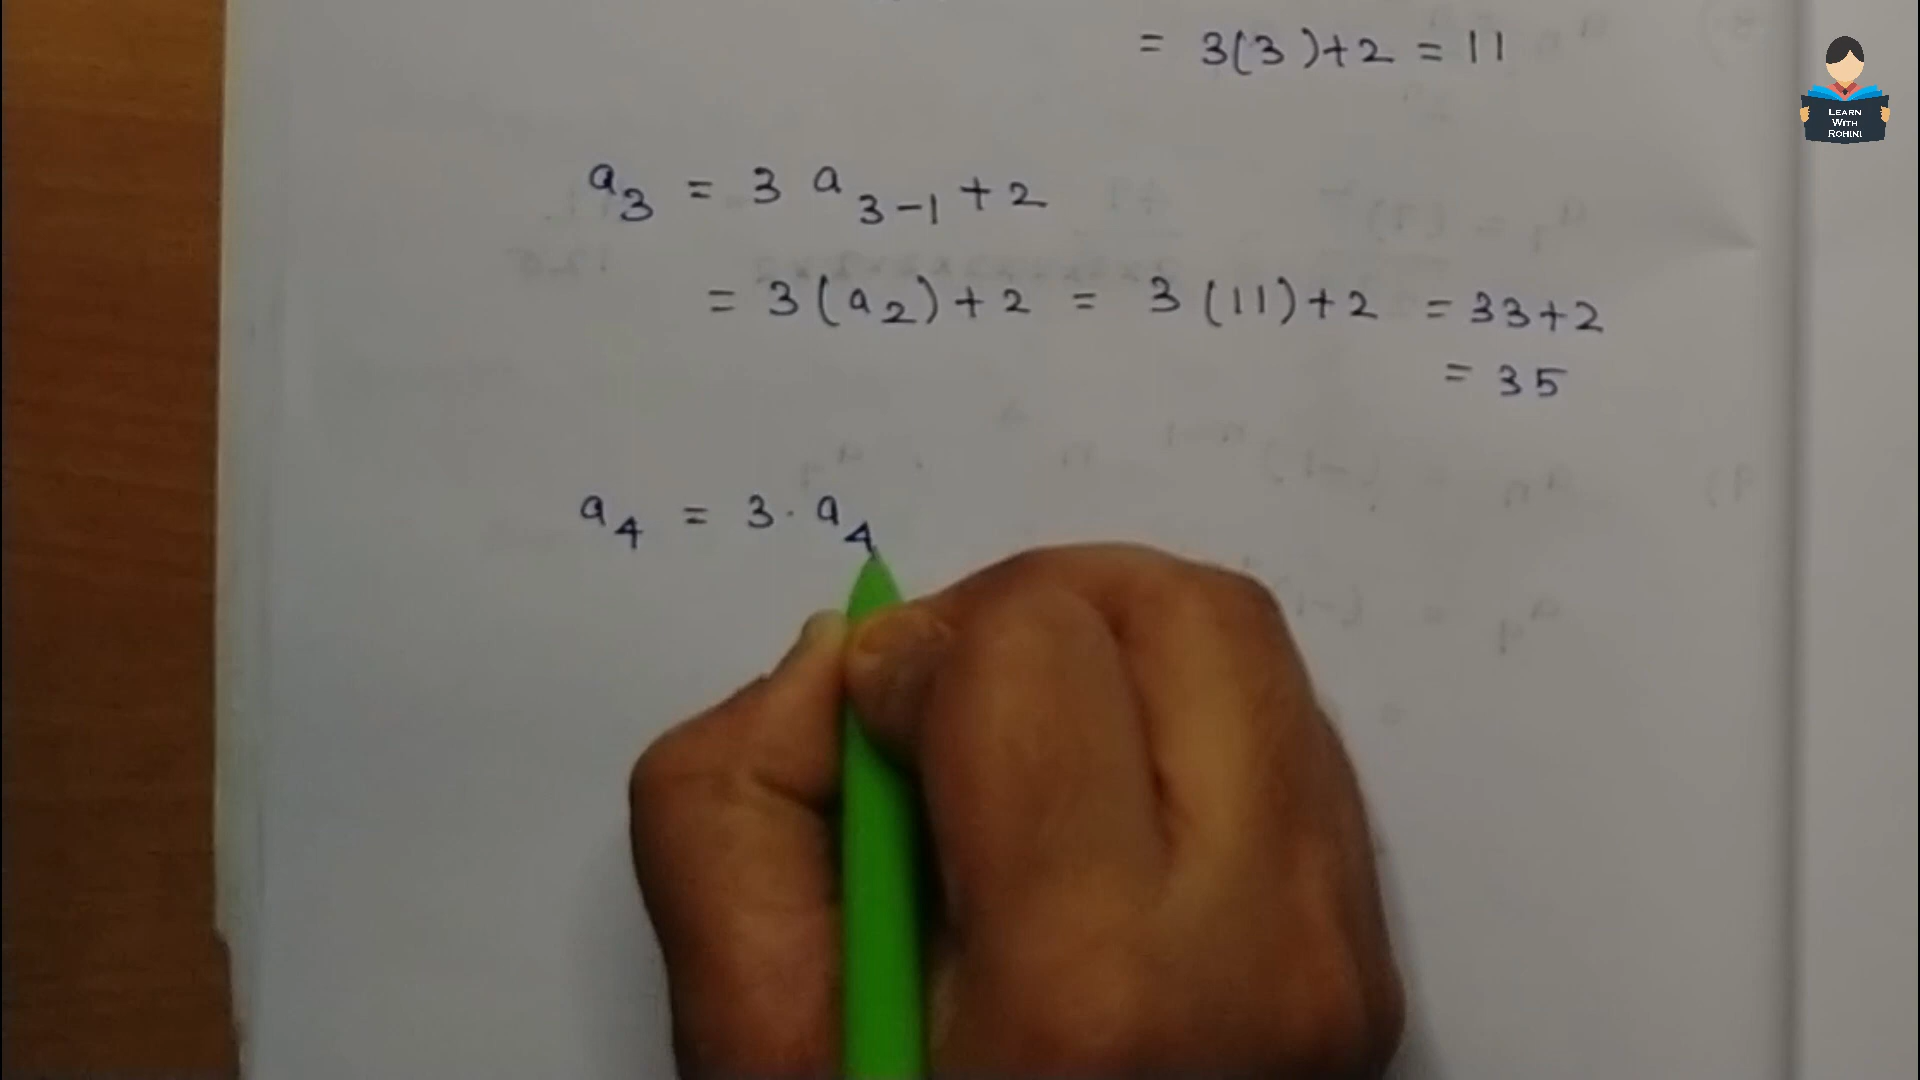 = 3(3)+2 = 11
LEARN
WITH
ROHINI
a₃ = 3 a₃₋₁ + 2
= 3(a₂)+2 = 3(11)+2 = 33+2
= 35
a₄ = 3 · a₄